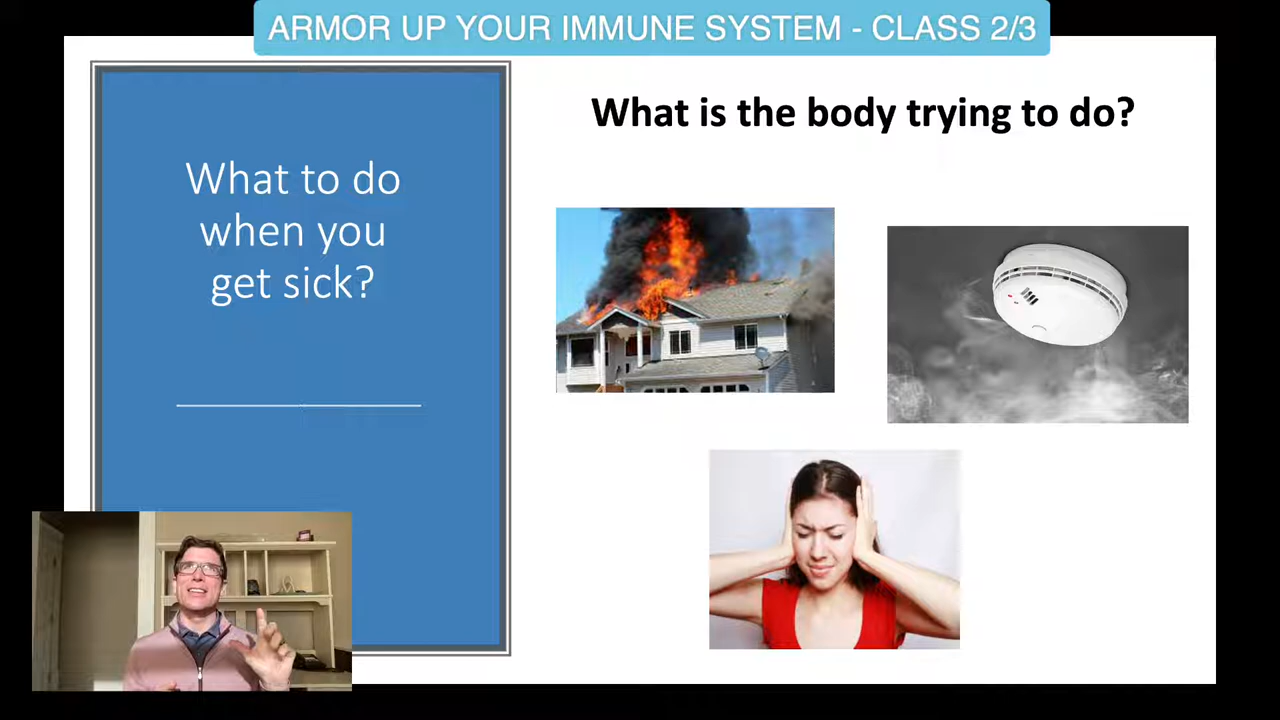 ARMOR UP YOUR IMMUNE SYSTEM - CLASS 2/3
What to do
when you
get sick?
What is the body trying to do?